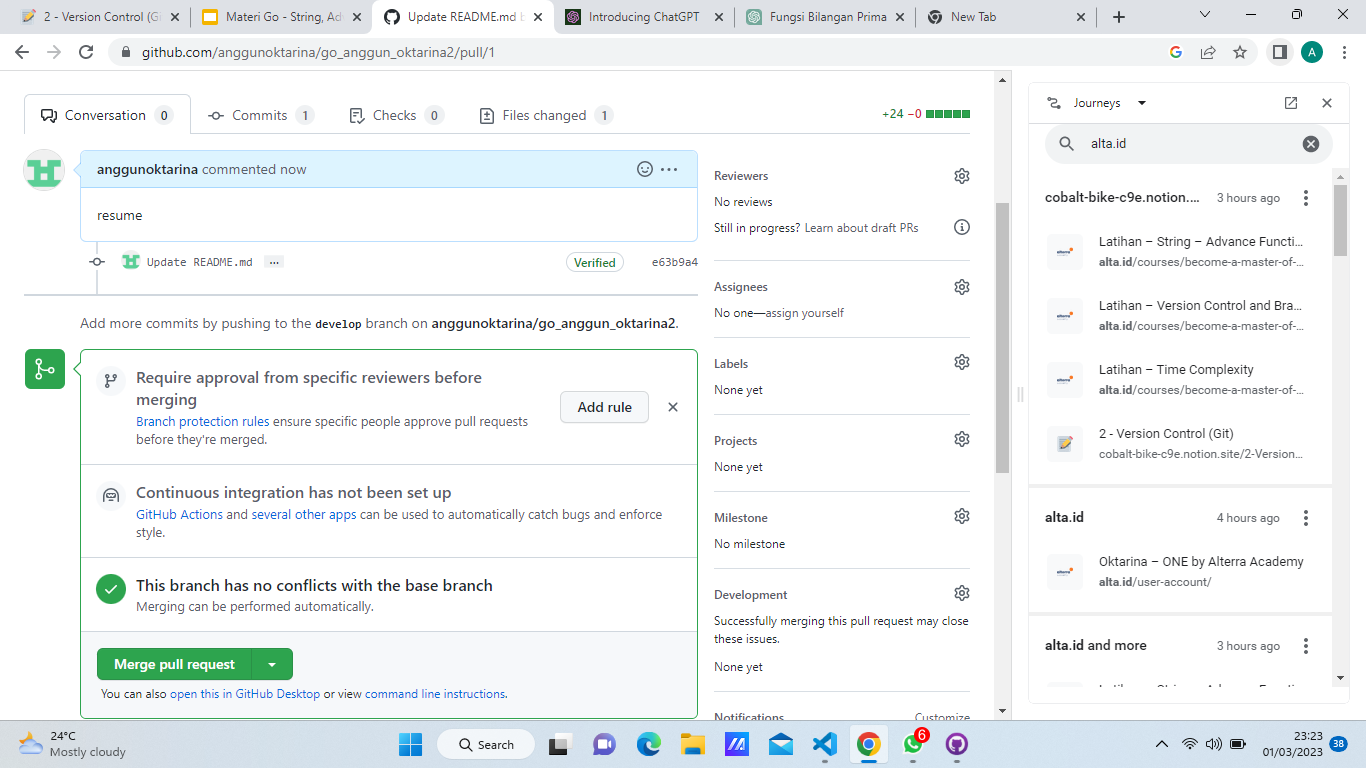 2 - Version Control (Gi
Materi Go - String, Ad
Update README.md b
Introducing ChatGPT
Fungsi Bilangan Prima
New Tab
github.com/anggunoktarina/go_anggun_oktarina2/pull/1
A
Conversation 0
Commits 1
Checks 0
Files changed 1
+24 −0
anggunoktarina commented now
resume
Update README.md ...
Verified
e63b9a4
Add more commits by pushing to the develop branch on anggunoktarina/go_anggun_oktarina2.
Require approval from specific reviewers before
merging
Branch protection rules ensure specific people approve pull requests
before they're merged.
Add rule
Continuous integration has not been set up
GitHub Actions and several other apps can be used to automatically catch bugs and enforce
style.
This branch has no conflicts with the base branch
Merging can be performed automatically.
Merge pull request
You can also open this in GitHub Desktop or view command line instructions.
Reviewers
No reviews
Still in progress? Learn about draft PRs
Assignees
No one—assign yourself
Labels
None yet
Projects
None yet
Milestone
No milestone
Development
Successfully merging this pull request may close
these issues.
None yet
Notifications
Customize
Journeys
alta.id
cobalt-bike-c9e.notion.... 3 hours ago
Latihan – String – Advance Functi...
alta.id/courses/become-a-master-of-...
Latihan – Version Control and Bra...
alta.id/courses/become-a-master-of-...
Latihan – Time Complexity
alta.id/courses/become-a-master-of-...
2 - Version Control (Git)
cobalt-bike-c9e.notion.site/2-Version...
alta.id 4 hours ago
Oktarina – ONE by Alterra Academy
alta.id/user-account/
alta.id and more 3 hours ago
24°C
Mostly cloudy
Search
6
23:23
01/03/2023
38